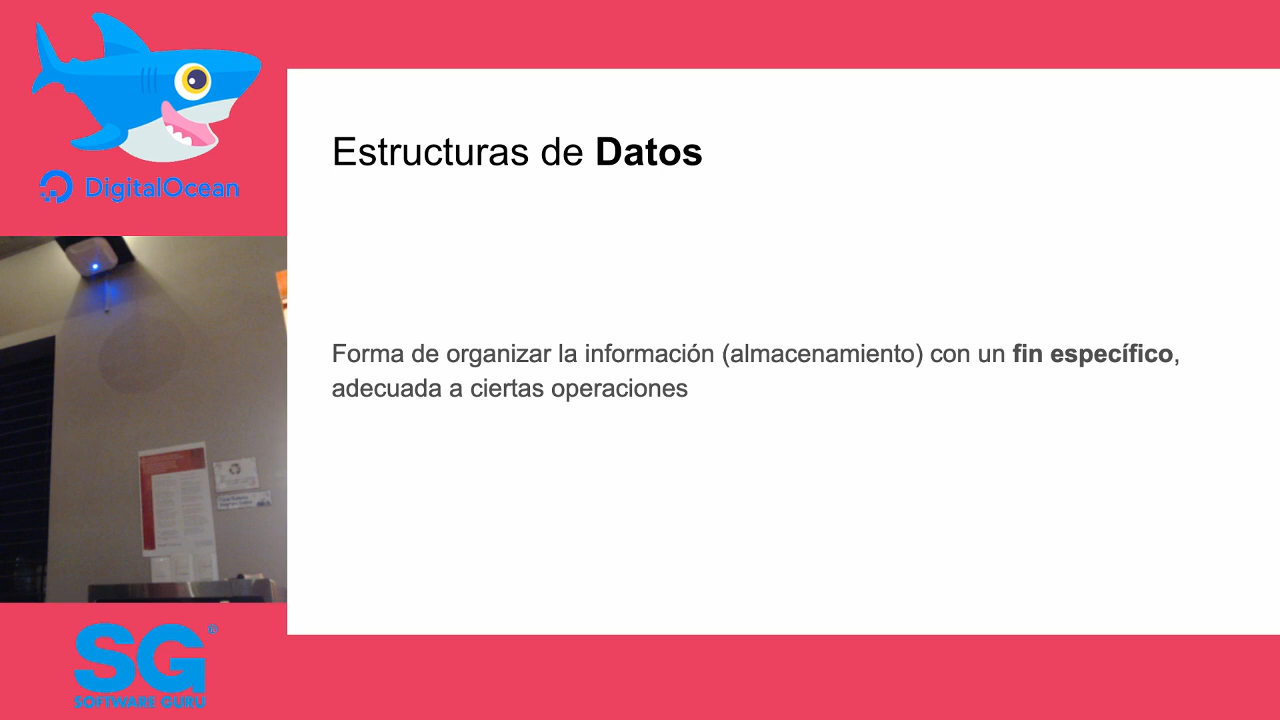 DigitalOcean
Estructuras de Datos
Forma de organizar la información (almacenamiento) con un fin específico,
adecuada a ciertas operaciones
SG
SOFTWARE GURU